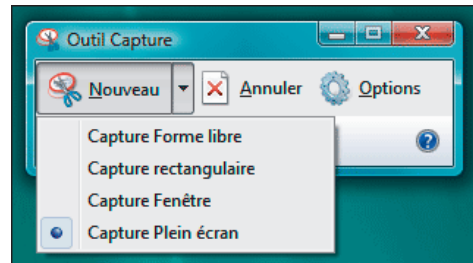 Outil Capture
Nouveau Annuler Options
Capture Forme libre
Capture rectangulaire
Capture Fenêtre
Capture Plein écran